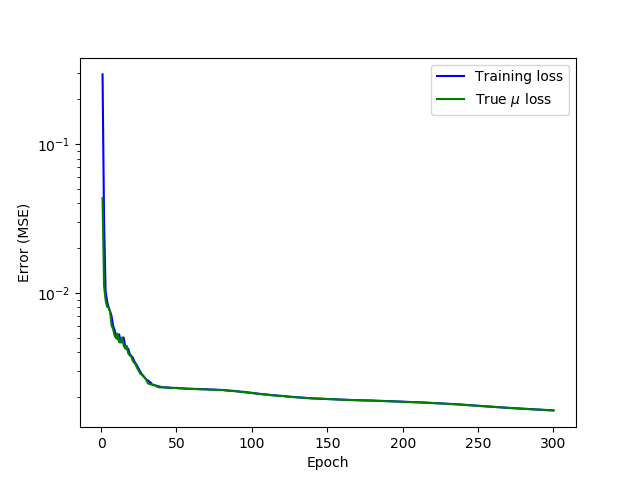 Training loss
True μ loss
10⁻¹
10⁻²
Error (MSE)
0 50 100 150 200 250 300
Epoch